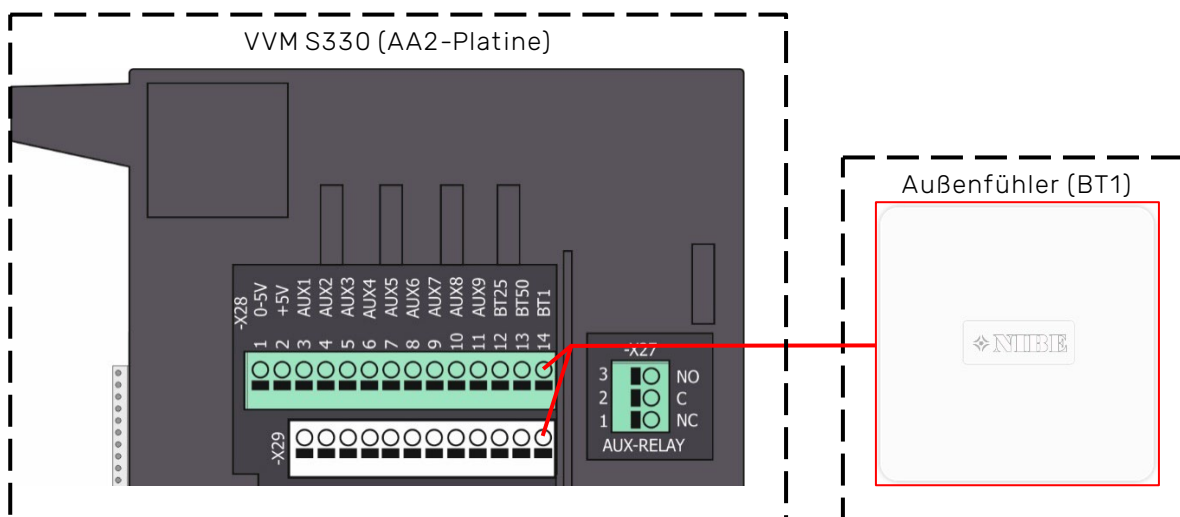 VVM S330 (AA2-Platine)
Außenfühler (BT1)
-X28
0-5V
+5V
AUX1
AUX2
AUX3
AUX4
AUX5
AUX6
AUX7
AUX8
AUX9
BT25
BT50
BT1
1 2 3 4 5 6 7 8 9 10 11 12 13 14
-X27
3 NO
2 C
1 NC
AUX-RELAY
NIBE
-X29